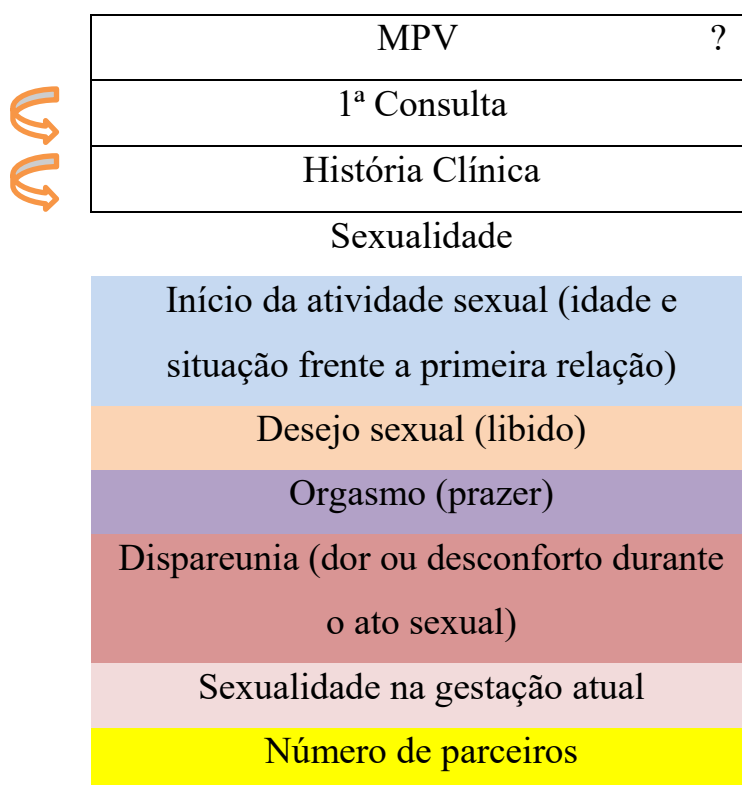 MPV ?
1ª Consulta
História Clínica
Sexualidade
Início da atividade sexual (idade e
situação frente a primeira relação)
Desejo sexual (libido)
Orgasmo (prazer)
Dispareunia (dor ou desconforto durante
o ato sexual)
Sexualidade na gestação atual
Número de parceiros